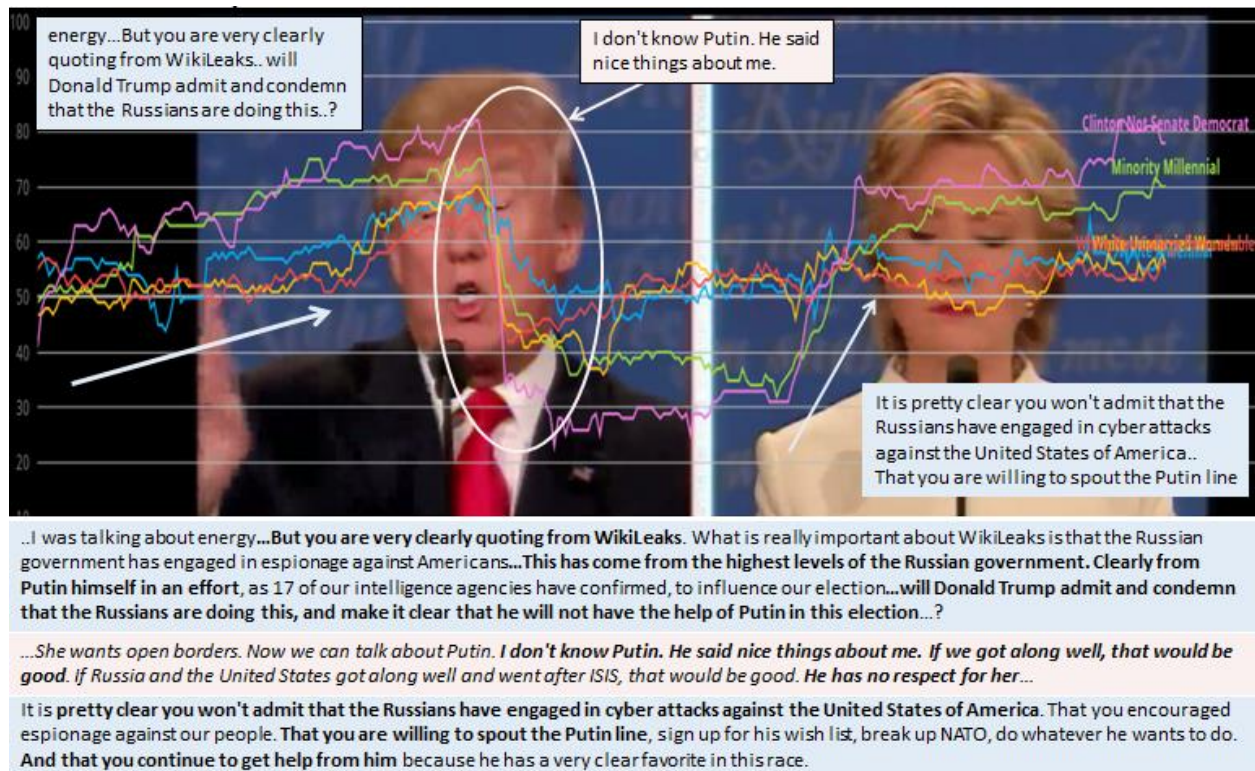 100
90
80
70
60
50
40
30
20
energy...But you are very clearly
quoting from WikiLeaks.. will
Donald Trump admit and condemn
that the Russians are doing this..?
I don't know Putin. He said
nice things about me.
Clinton Not Senate Democrat
Minority Millennial
White Unmarried Women
It is pretty clear you won't admit that the
Russians have engaged in cyber attacks
against the United States of America..
That you are willing to spout the Putin line
..I was talking about energy...But you are very clearly quoting from WikiLeaks. What is really important about WikiLeaks is that the Russian
government has engaged in espionage against Americans...This has come from the highest levels of the Russian government. Clearly from
Putin himself in an effort, as 17 of our intelligence agencies have confirmed, to influence our election...will Donald Trump admit and condemn
that the Russians are doing this, and make it clear that he will not have the help of Putin in this election...?
...She wants open borders. Now we can talk about Putin. I don't know Putin. He said nice things about me. If we got along well, that would be
good. If Russia and the United States got along well and went after ISIS, that would be good. He has no respect for her...
It is pretty clear you won't admit that the Russians have engaged in cyber attacks against the United States of America. That you encouraged
espionage against our people. That you are willing to spout the Putin line, sign up for his wish list, break up NATO, do whatever he wants to do.
And that you continue to get help from him because he has a very clear favorite in this race.